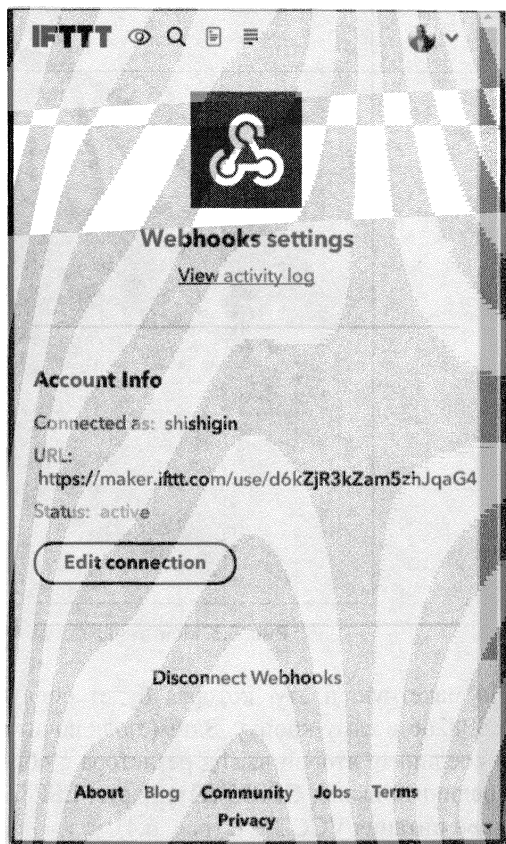 IFTTT
Webhooks settings
View activity log
Account Info
Connected as: shishigin
URL:
https://maker.ifttt.com/use/d6kZjR3kZam5zhJqaG4
Status: active
Edit connection
Disconnect Webhooks
About Blog Community Jobs Terms
Privacy